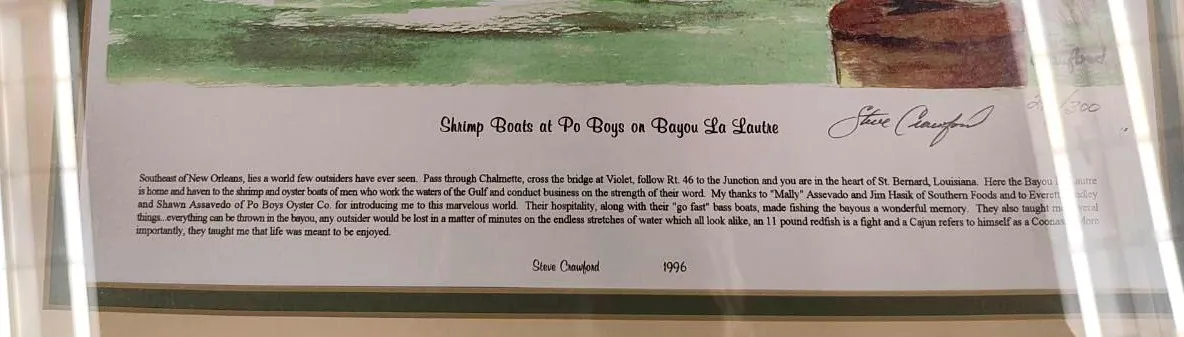 Crawford
Shrimp Boats at Po Boys on Bayou La Lautre
Steve Crawford
/300
Southeast of New Orleans, lies a world few outsiders have ever seen. Pass through Chalmette, cross the bridge at Violet, follow Rt. 46 to the Junction and you are in the heart of St. Bernard, Louisiana. Here the Bayou
is home and haven to the shrimp and oyster boats of men who work the waters of the Gulf and conduct business on the strength of their word. My thanks to "Mally" Assevado and Jim Hasik of Southern Foods and to
and Shawn Assavedo of Po Boys Oyster Co. for introducing me to this marvelous world. Their hospitality, along with their "go fast" bass boats, made fishing the bayous a wonderful memory. They also taught
things...everything can be thrown in the bayou, any outsider would be lost in a matter of minutes on the endless stretches of water which all look alike, an 11 pound redfish is a fight and a Cajun refers to himself as a More
importantly, they taught me that life was meant to be enjoyed.
Steve Crawford 1996